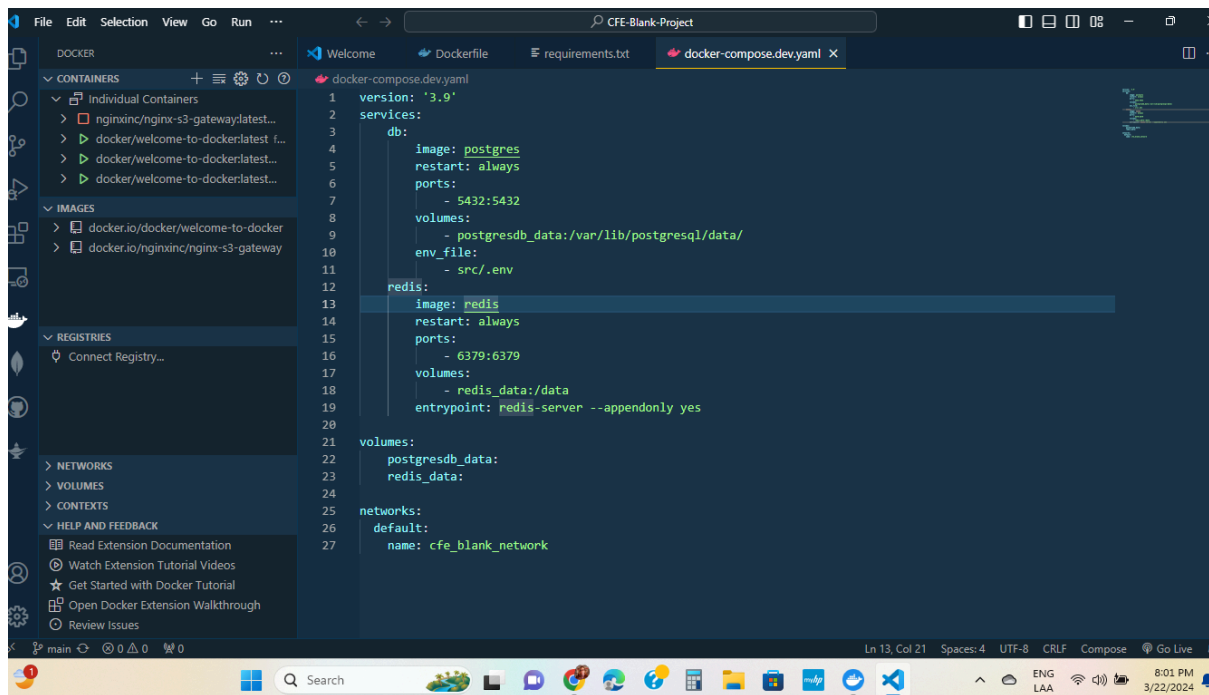 File Edit Selection View Go Run ···
CFE-Blank-Project
DOCKER ···
CONTAINERS
Individual Containers
nginxinc/nginx-s3-gateway:latest...
docker/welcome-to-docker:latest f...
docker/welcome-to-docker:latest...
docker/welcome-to-docker:latest...
IMAGES
docker.io/docker/welcome-to-docker
docker.io/nginxinc/nginx-s3-gateway
REGISTRIES
Connect Registry...
NETWORKS
VOLUMES
CONTEXTS
HELP AND FEEDBACK
Read Extension Documentation
Watch Extension Tutorial Videos
Get Started with Docker Tutorial
Open Docker Extension Walkthrough
Review Issues
Welcome Dockerfile requirements.txt docker-compose.dev.yaml
docker-compose.dev.yaml
1 version: '3.9'
2 services:
3 db:
4 image: postgres
5 restart: always
6 ports:
7 - 5432:5432
8 volumes:
9 - postgresdb_data:/var/lib/postgresql/data/
10 env_file:
11 - src/.env
12 redis:
13 image: redis
14 restart: always
15 ports:
16 - 6379:6379
17 volumes:
18 - redis_data:/data
19 entrypoint: redis-server --appendonly yes
20
21 volumes:
22 postgresdb_data:
23 redis_data:
24
25 networks:
26 default:
27 name: cfe_blank_network
main 0 0 0 Ln 13, Col 21 Spaces: 4 UTF-8 CRLF Compose Go Live
1 Search ENG 8:01 PM
LAA 3/22/2024